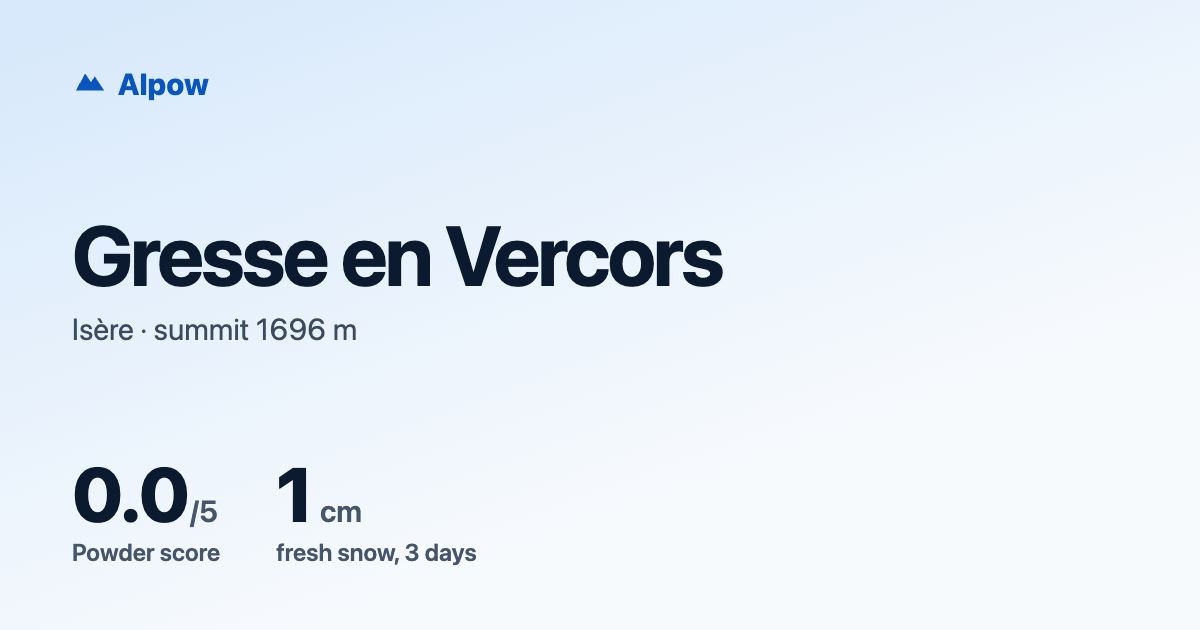 Alpow
Gresse en Vercors
Isère · summit 1696 m
0.0/5 1 cm
Powder score fresh snow, 3 days